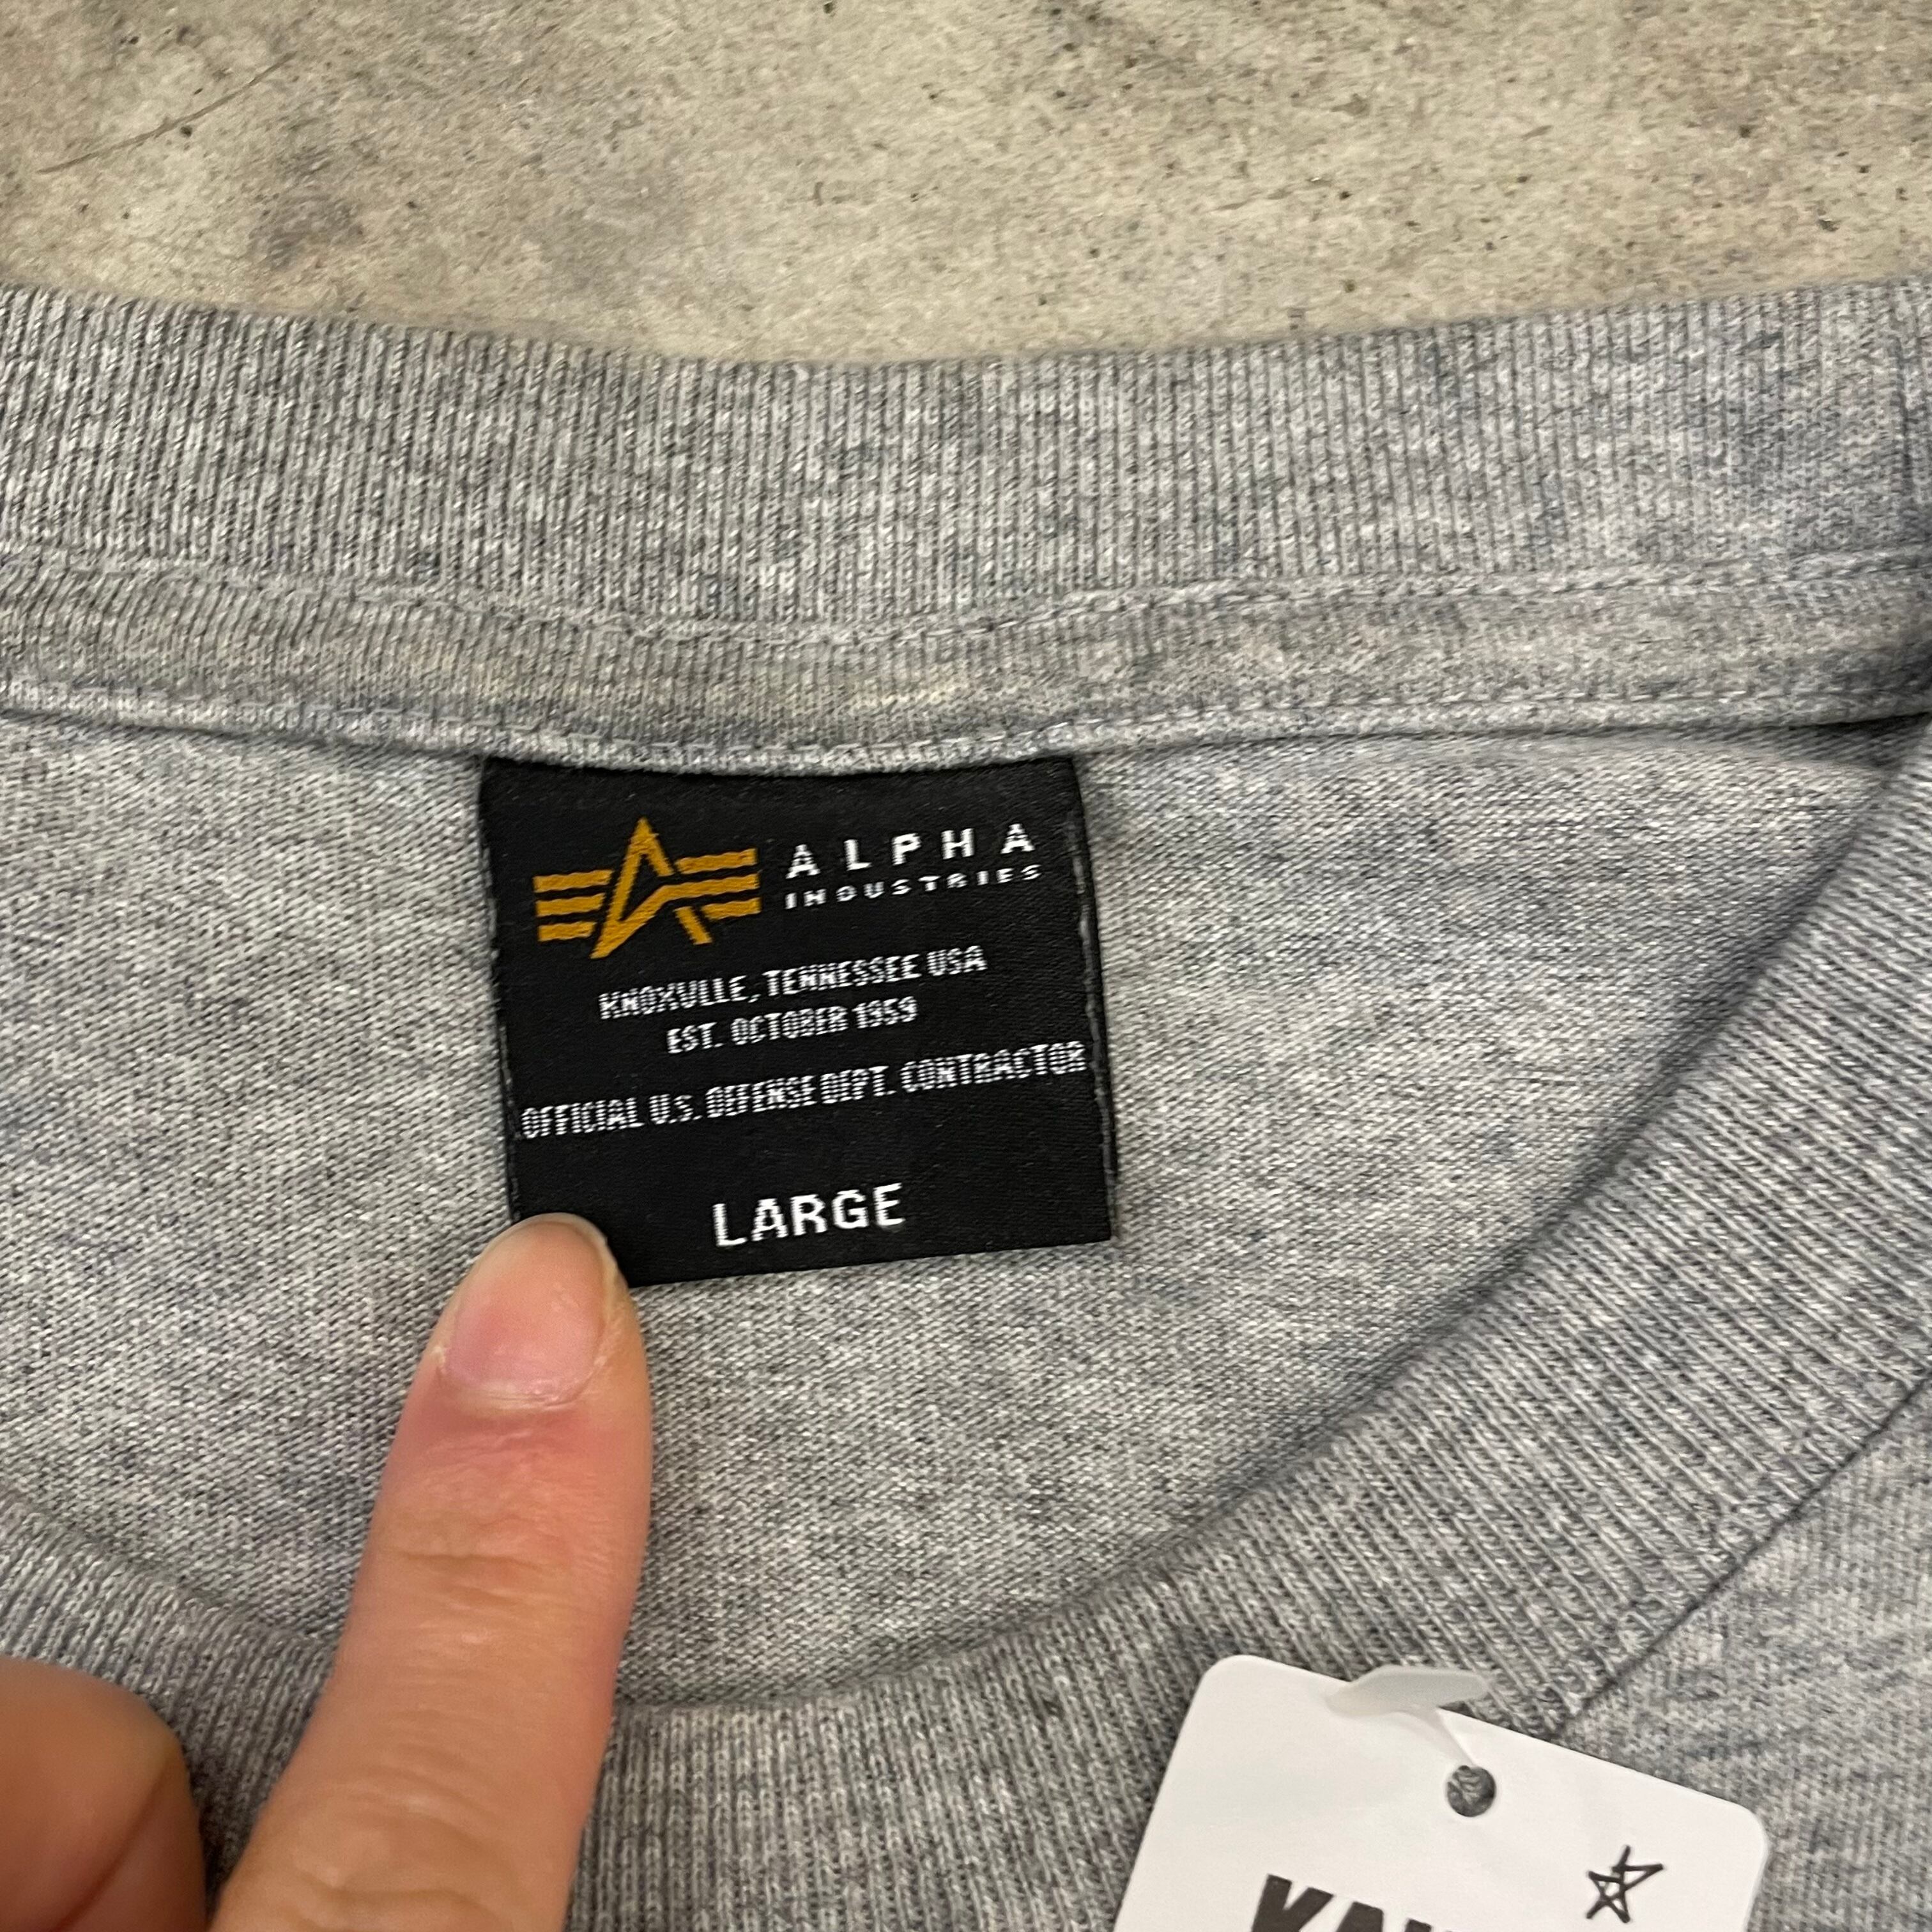 ALPHA
INDUSTRIES
KNOXVILLE, TENNESSEE USA
EST. OCTOBER 1959
OFFICIAL U.S. DEFENSE DEPT. CONTRACTOR
LARGE